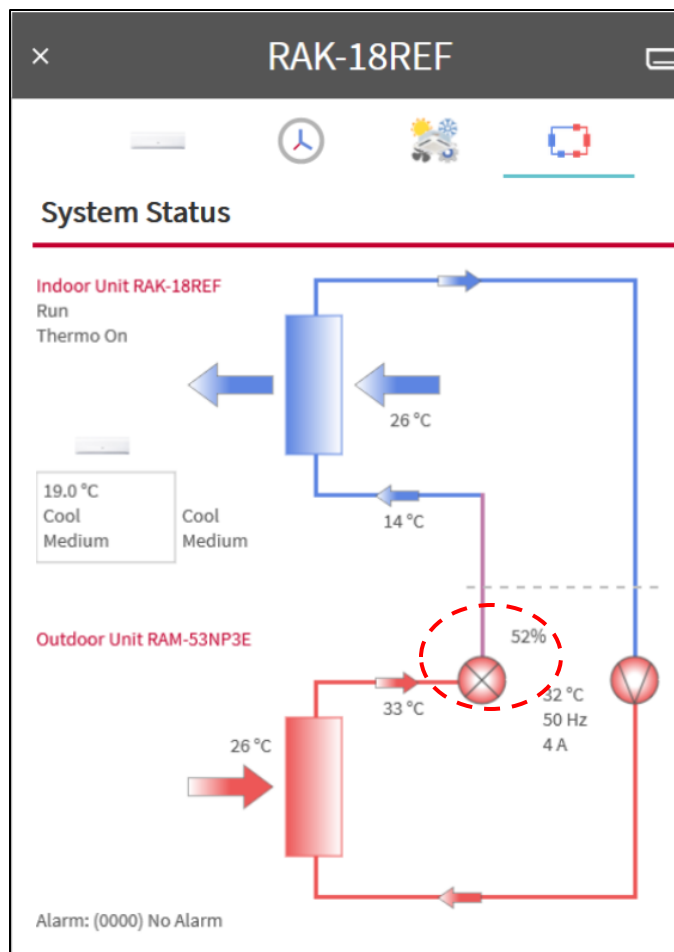 × RAK-18REF
System Status
Indoor Unit RAK-18REF
Run
Thermo On
26 °C
19.0 °C
Cool
Medium
Cool
Medium
14 °C
Outdoor Unit RAM-53NP3E
52%
33 °C
32 °C
50 Hz
4 A
26 °C
Alarm: (0000) No Alarm